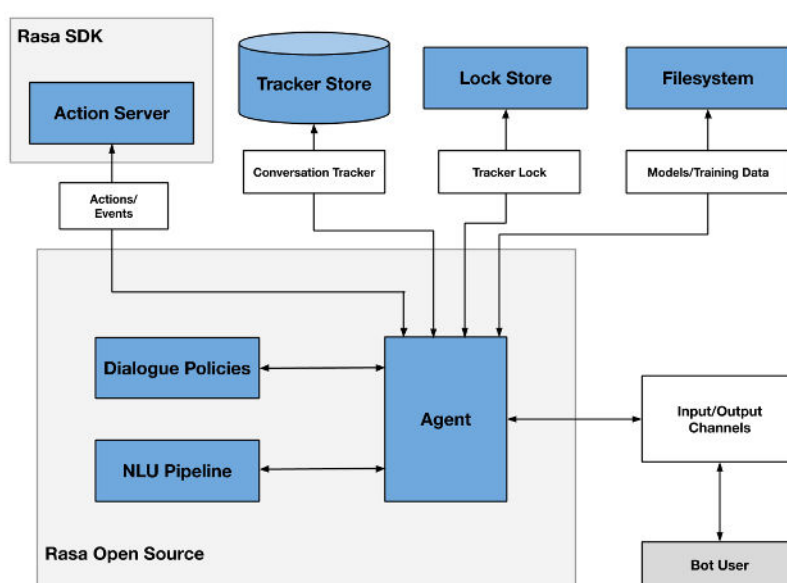 Rasa SDK
Action Server
Tracker Store
Lock Store
Filesystem
Actions/
Events
Conversation Tracker
Tracker Lock
Models/Training Data
Dialogue Policies
NLU Pipeline
Agent
Input/Output
Channels
Rasa Open Source
Bot User